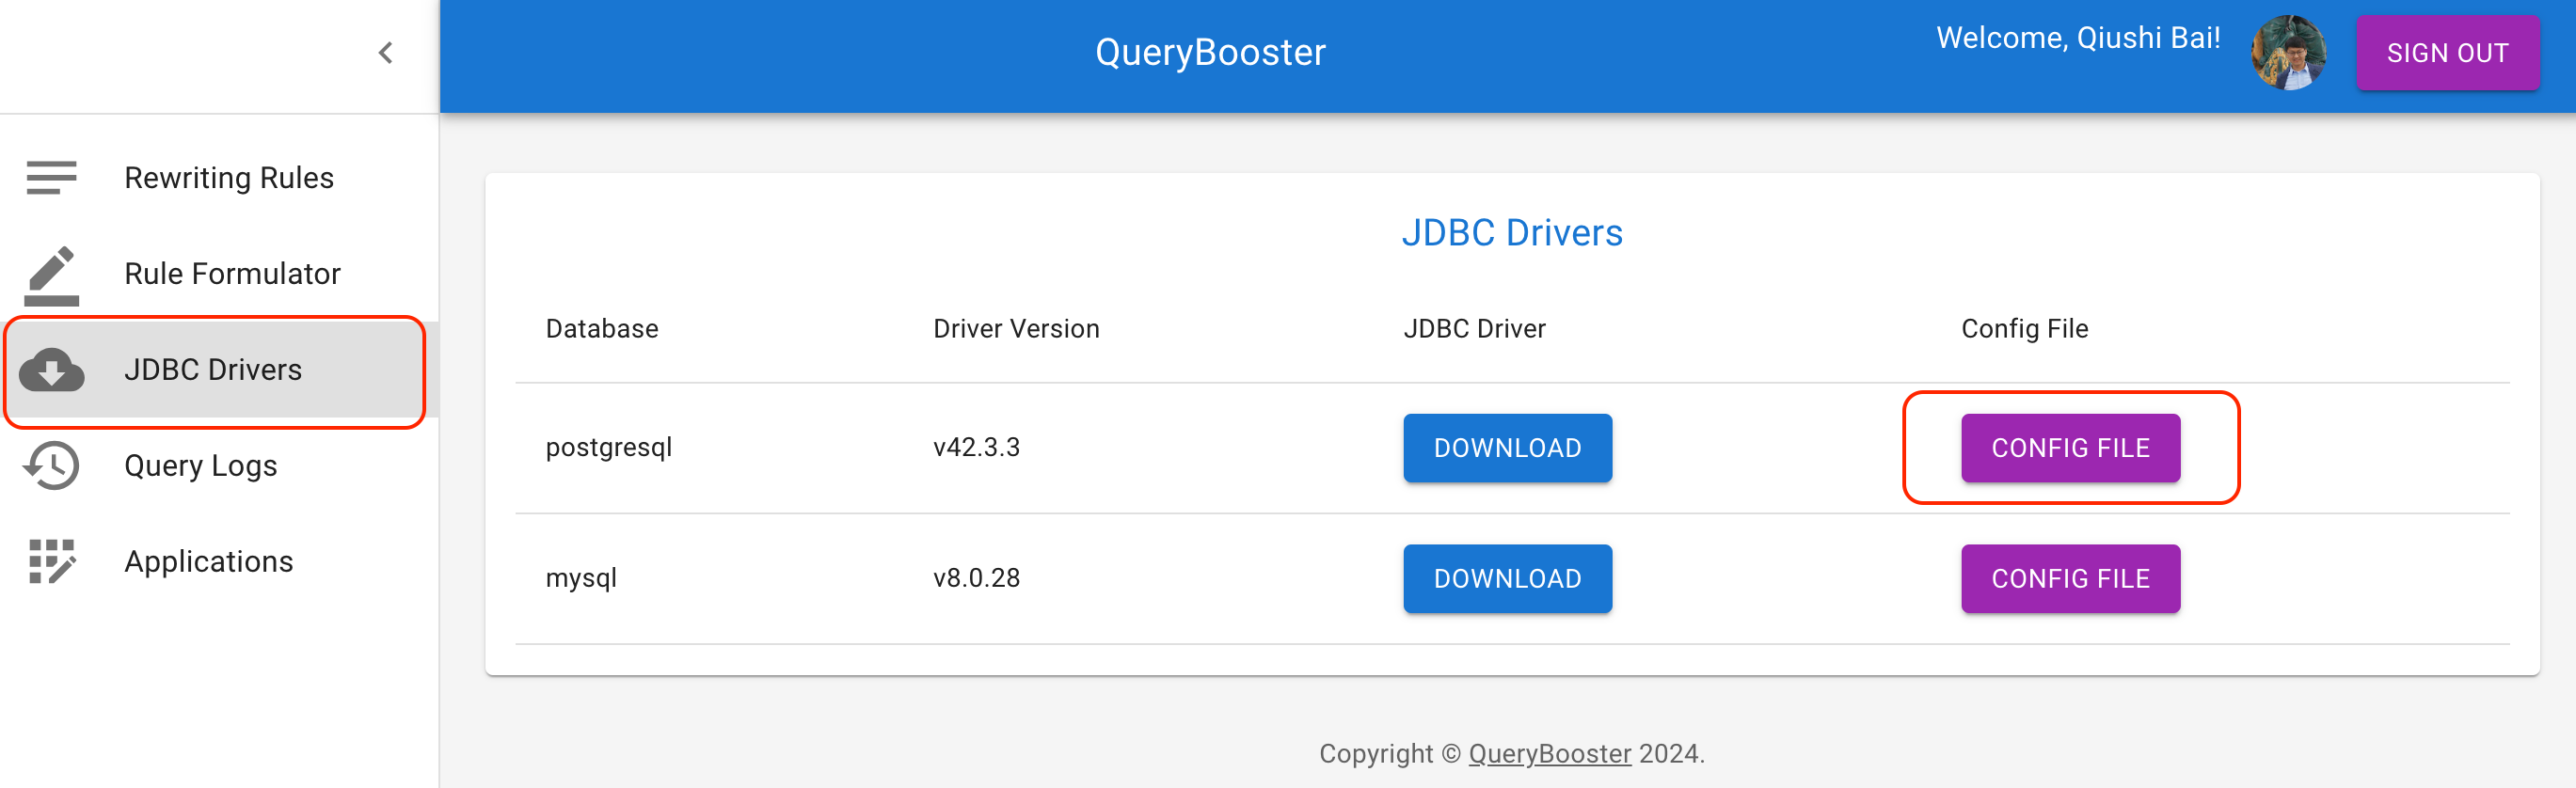 QueryBooster
Welcome, Qiushi Bai!
SIGN OUT
Rewriting Rules
Rule Formulator
JDBC Drivers
Query Logs
Applications
JDBC Drivers
Database Driver Version JDBC Driver Config File
postgresql v42.3.3 DOWNLOAD CONFIG FILE
mysql v8.0.28 DOWNLOAD CONFIG FILE
Copyright © QueryBooster 2024.